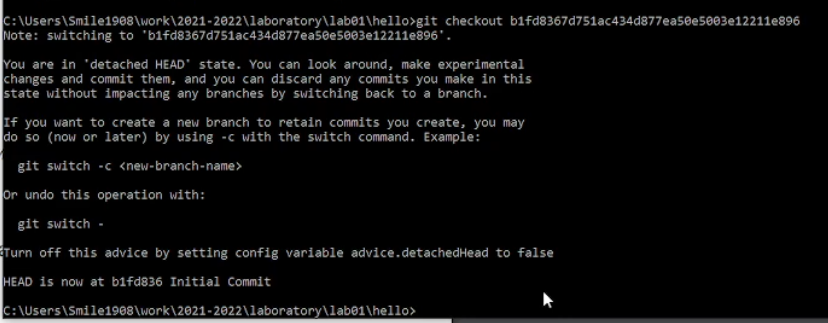 C:\Users\Smile1908\work\2021-2022\laboratory\lab01\hello>git checkout b1fd8367d751ac434d877ea50e5003e12211e896
Note: switching to 'b1fd8367d751ac434d877ea50e5003e12211e896'.
You are in 'detached HEAD' state. You can look around, make experimental
changes and commit them, and you can discard any commits you make in this
state without impacting any branches by switching back to a branch.
If you want to create a new branch to retain commits you create, you may
do so (now or later) by using -c with the switch command. Example:
git switch -c <new-branch-name>
Or undo this operation with:
git switch -
Turn off this advice by setting config variable advice.detachedHead to false
HEAD is now at b1fd836 Initial Commit
C:\Users\Smile1908\work\2021-2022\laboratory\lab01\hello>